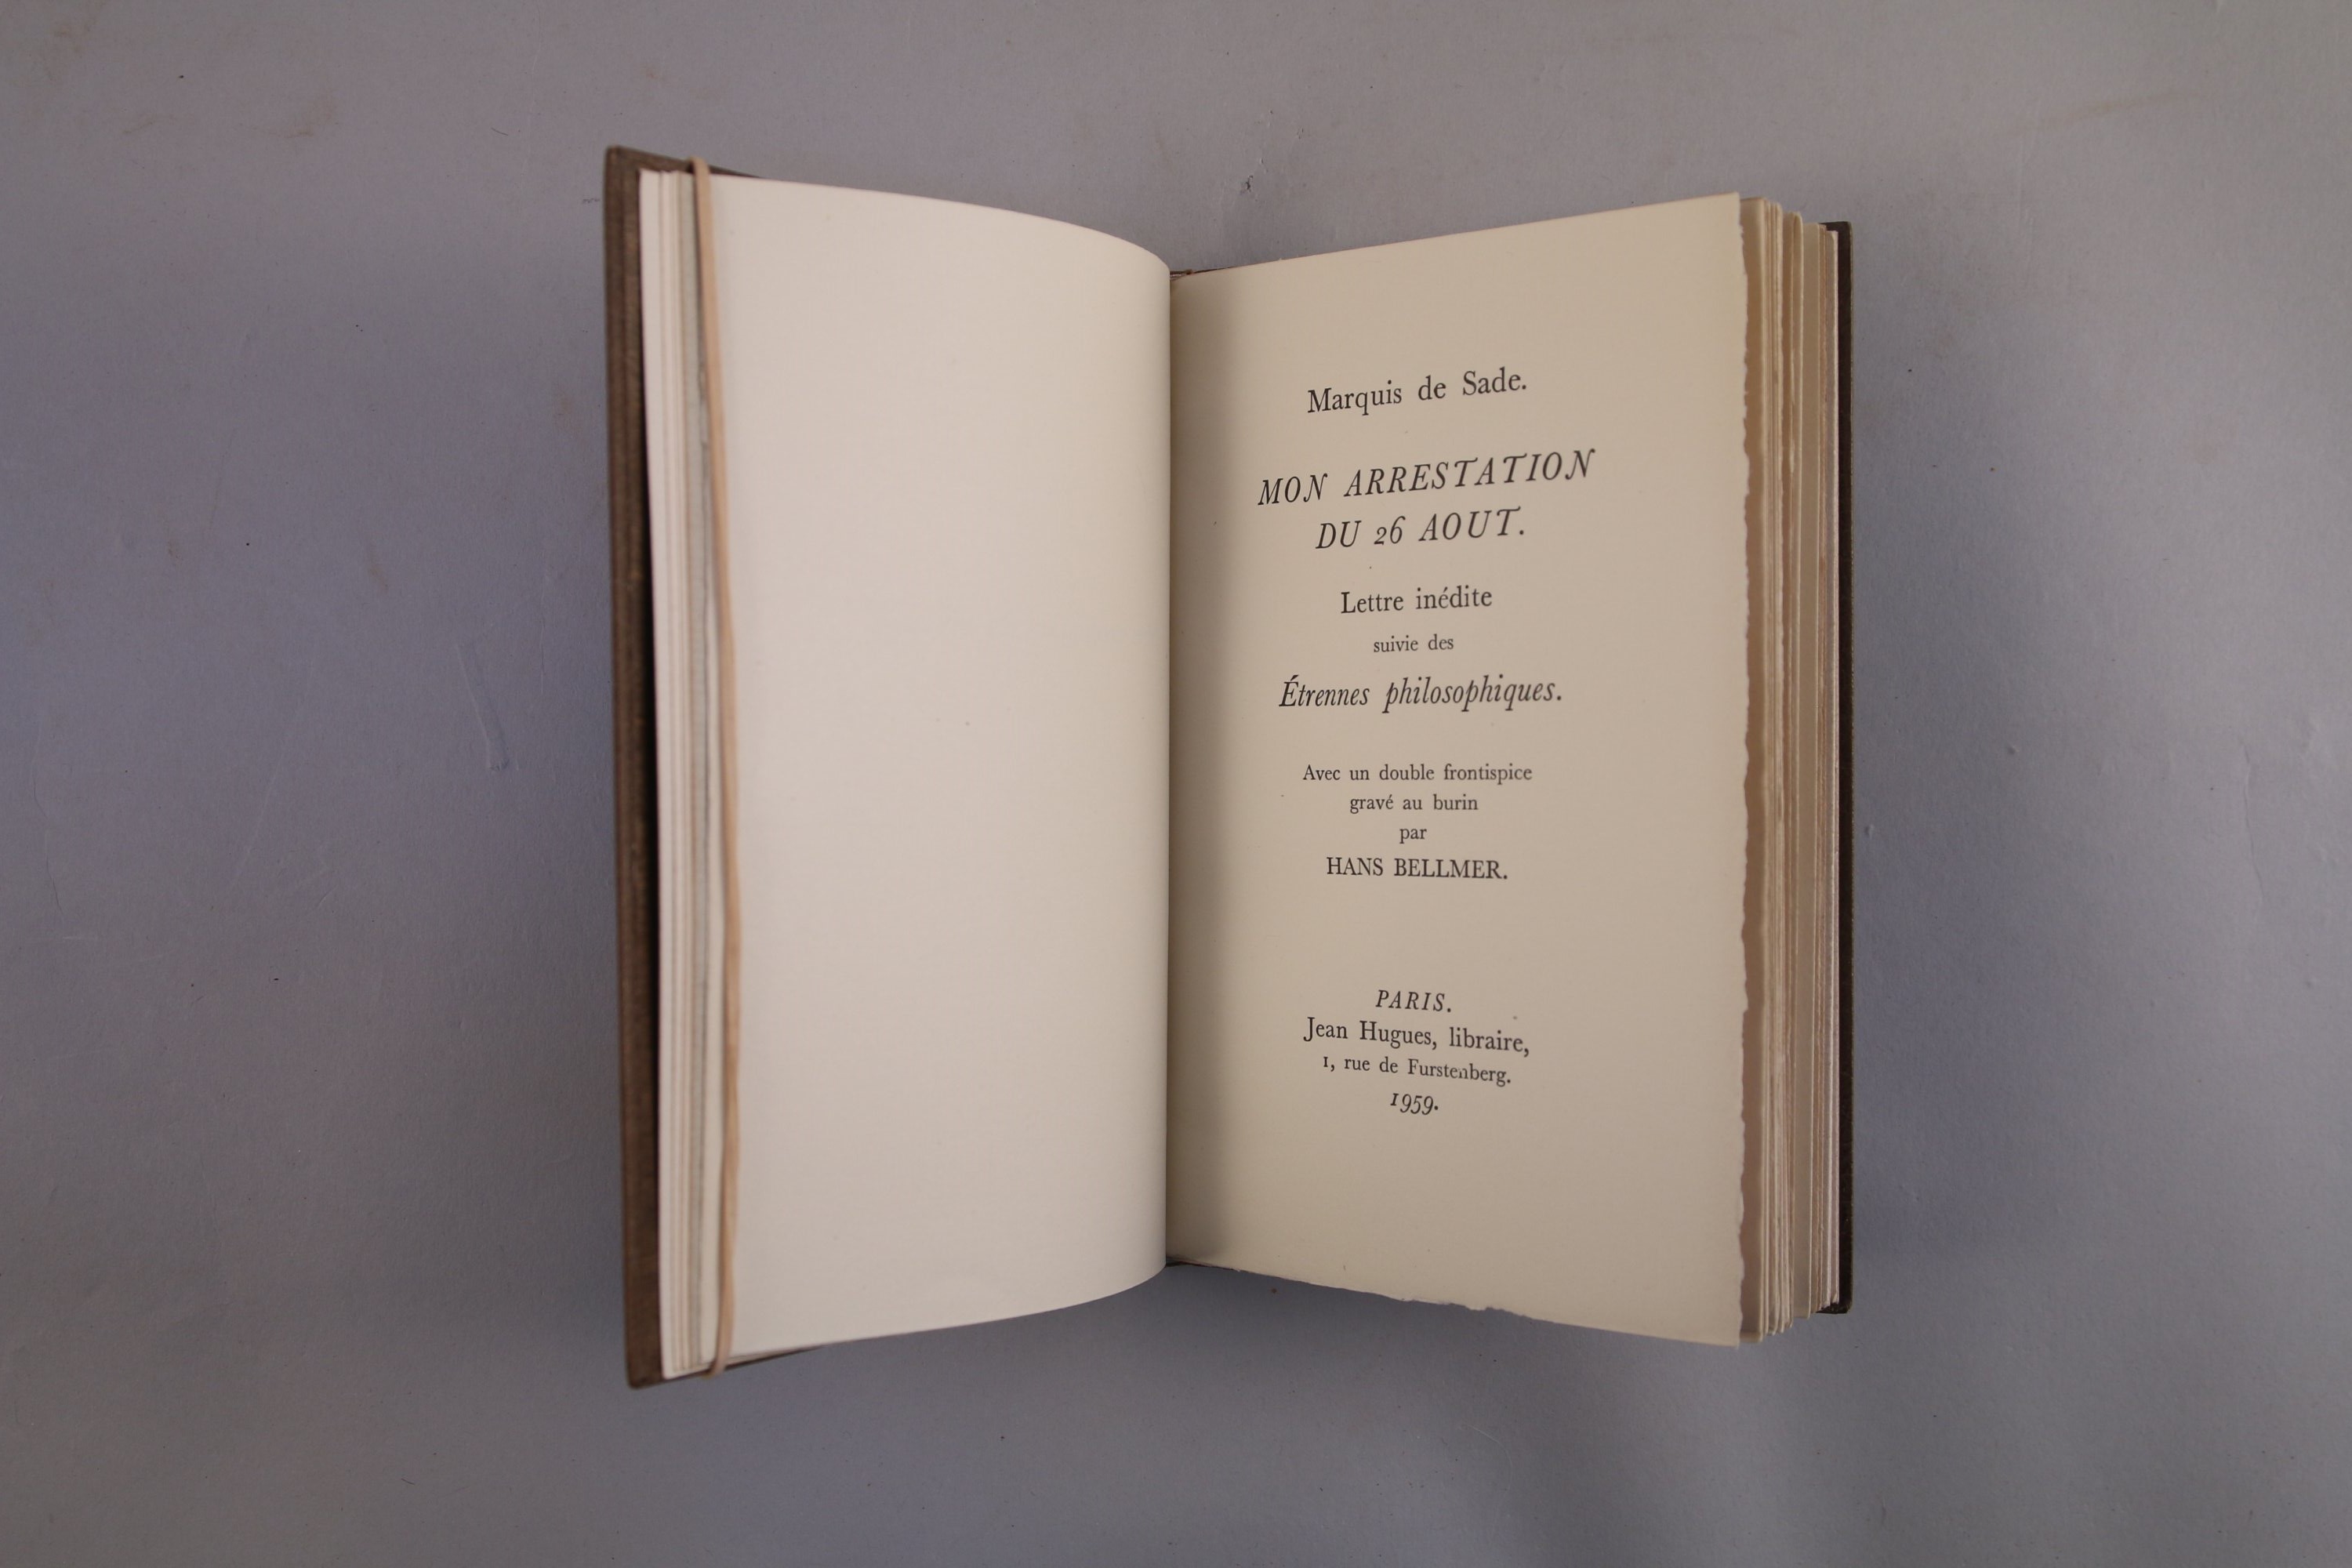 Marquis de Sade.
MON ARRESTATION
DU 26 AOUT.
Lettre inédite
suivie des
Étrennes philosophiques.
Avec un double frontispice
gravé au burin
par
HANS BELLMER.
PARIS.
Jean Hugues, libraire,
1, rue de Furstenberg.
1959.